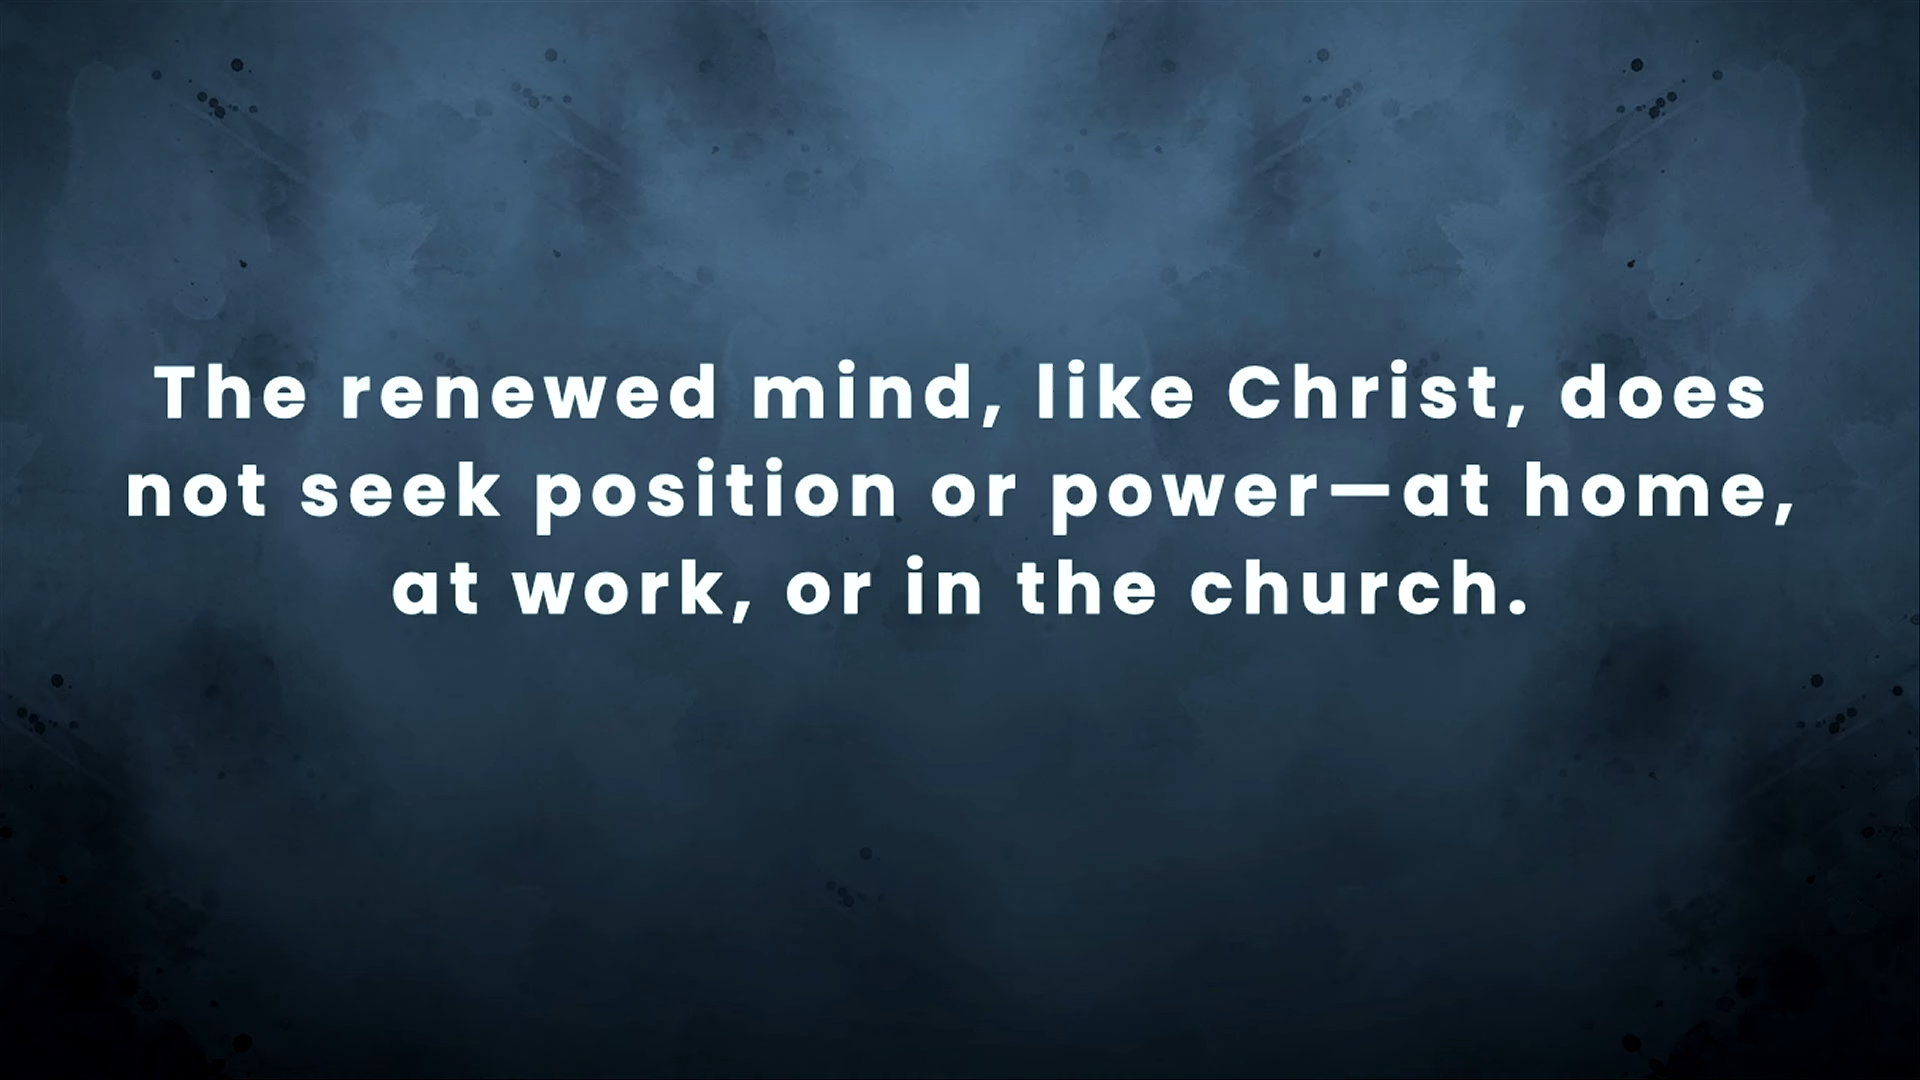 The renewed mind, like Christ, does
not seek position or power—at home,
at work, or in the church.